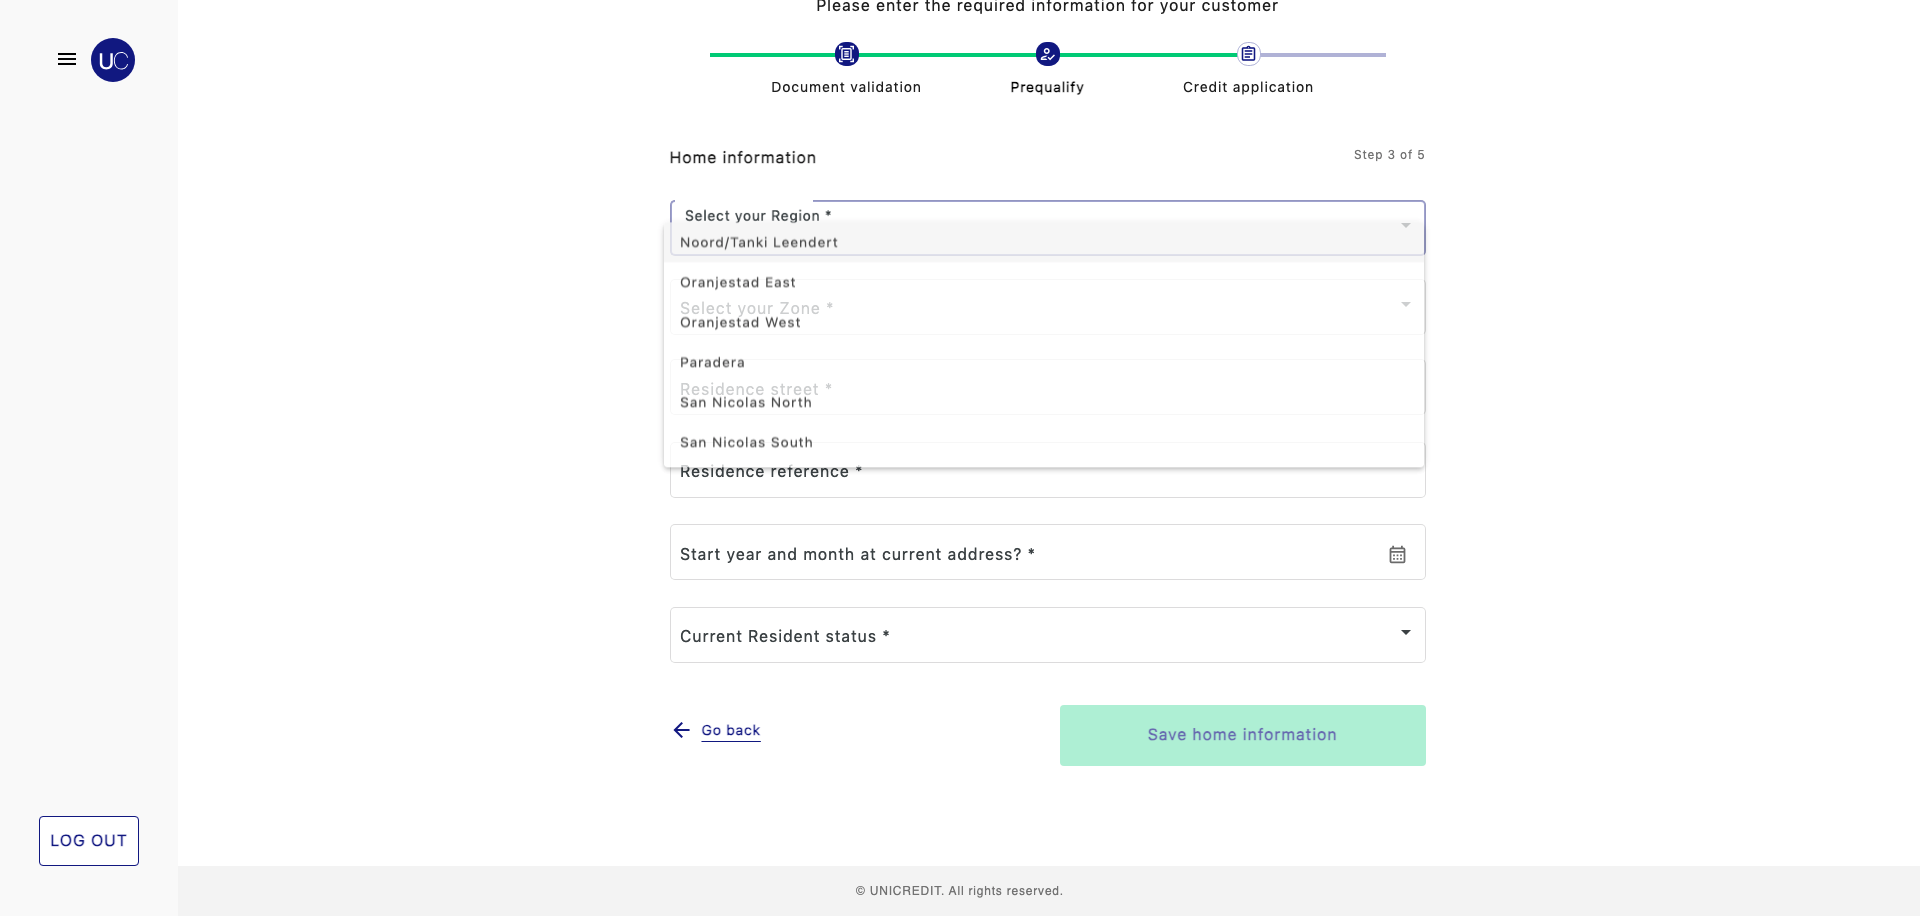 Please enter the required information for your customer
UC
Document validation
Prequalify
Credit application
Home information
Step 3 of 5
Select your Region *
Noord/Tanki Leendert
Oranjestad East
Select your Zone *
Oranjestad West
Paradera
Residence street *
San Nicolas North
San Nicolas South
Residence reference *
Start year and month at current address? *
Current Resident status *
Go back
Save home information
LOG OUT
© UNICREDIT. All rights reserved.